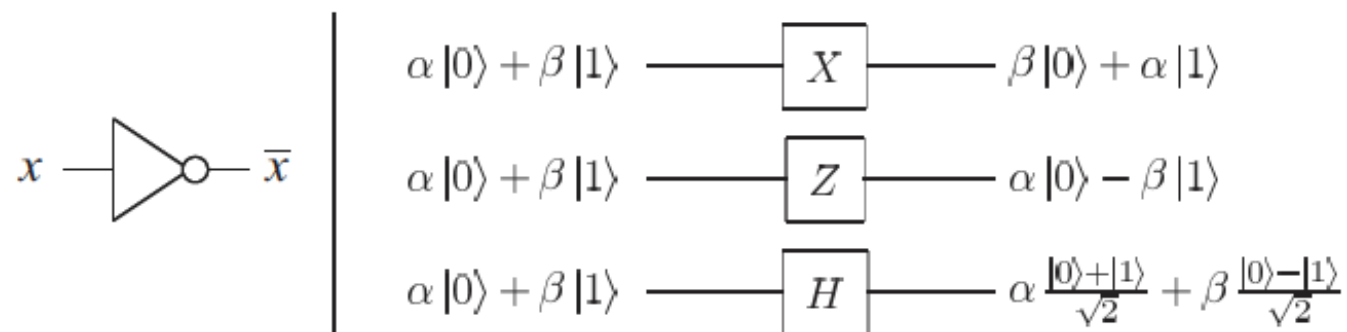 x x̅
α|0⟩ + β|1⟩ X β|0⟩ + α|1⟩
α|0⟩ + β|1⟩ Z α|0⟩ − β|1⟩
α|0⟩ + β|1⟩ H α (|0⟩+|1⟩)/√2 + β (|0⟩−|1⟩)/√2